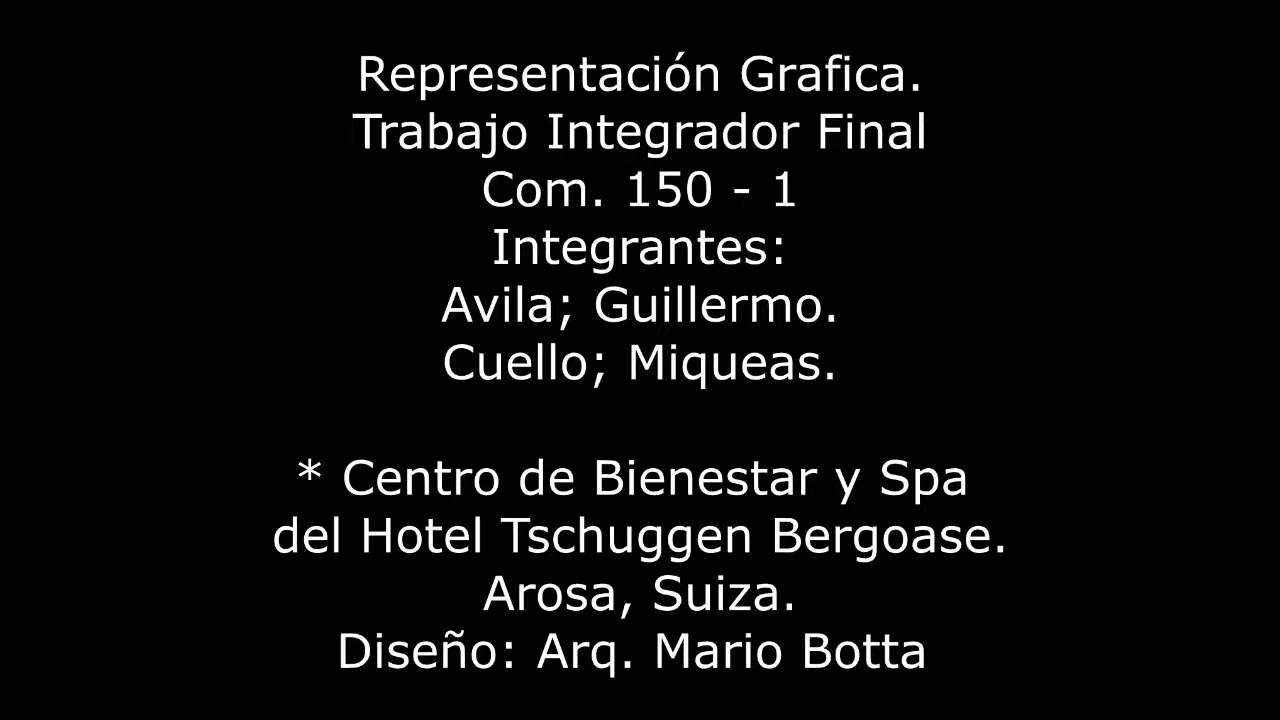 Representación Grafica.
Trabajo Integrador Final
Com. 150 - 1
Integrantes:
Avila; Guillermo.
Cuello; Miqueas.
* Centro de Bienestar y Spa
del Hotel Tschuggen Bergoase.
Arosa, Suiza.
Diseño: Arq. Mario Botta